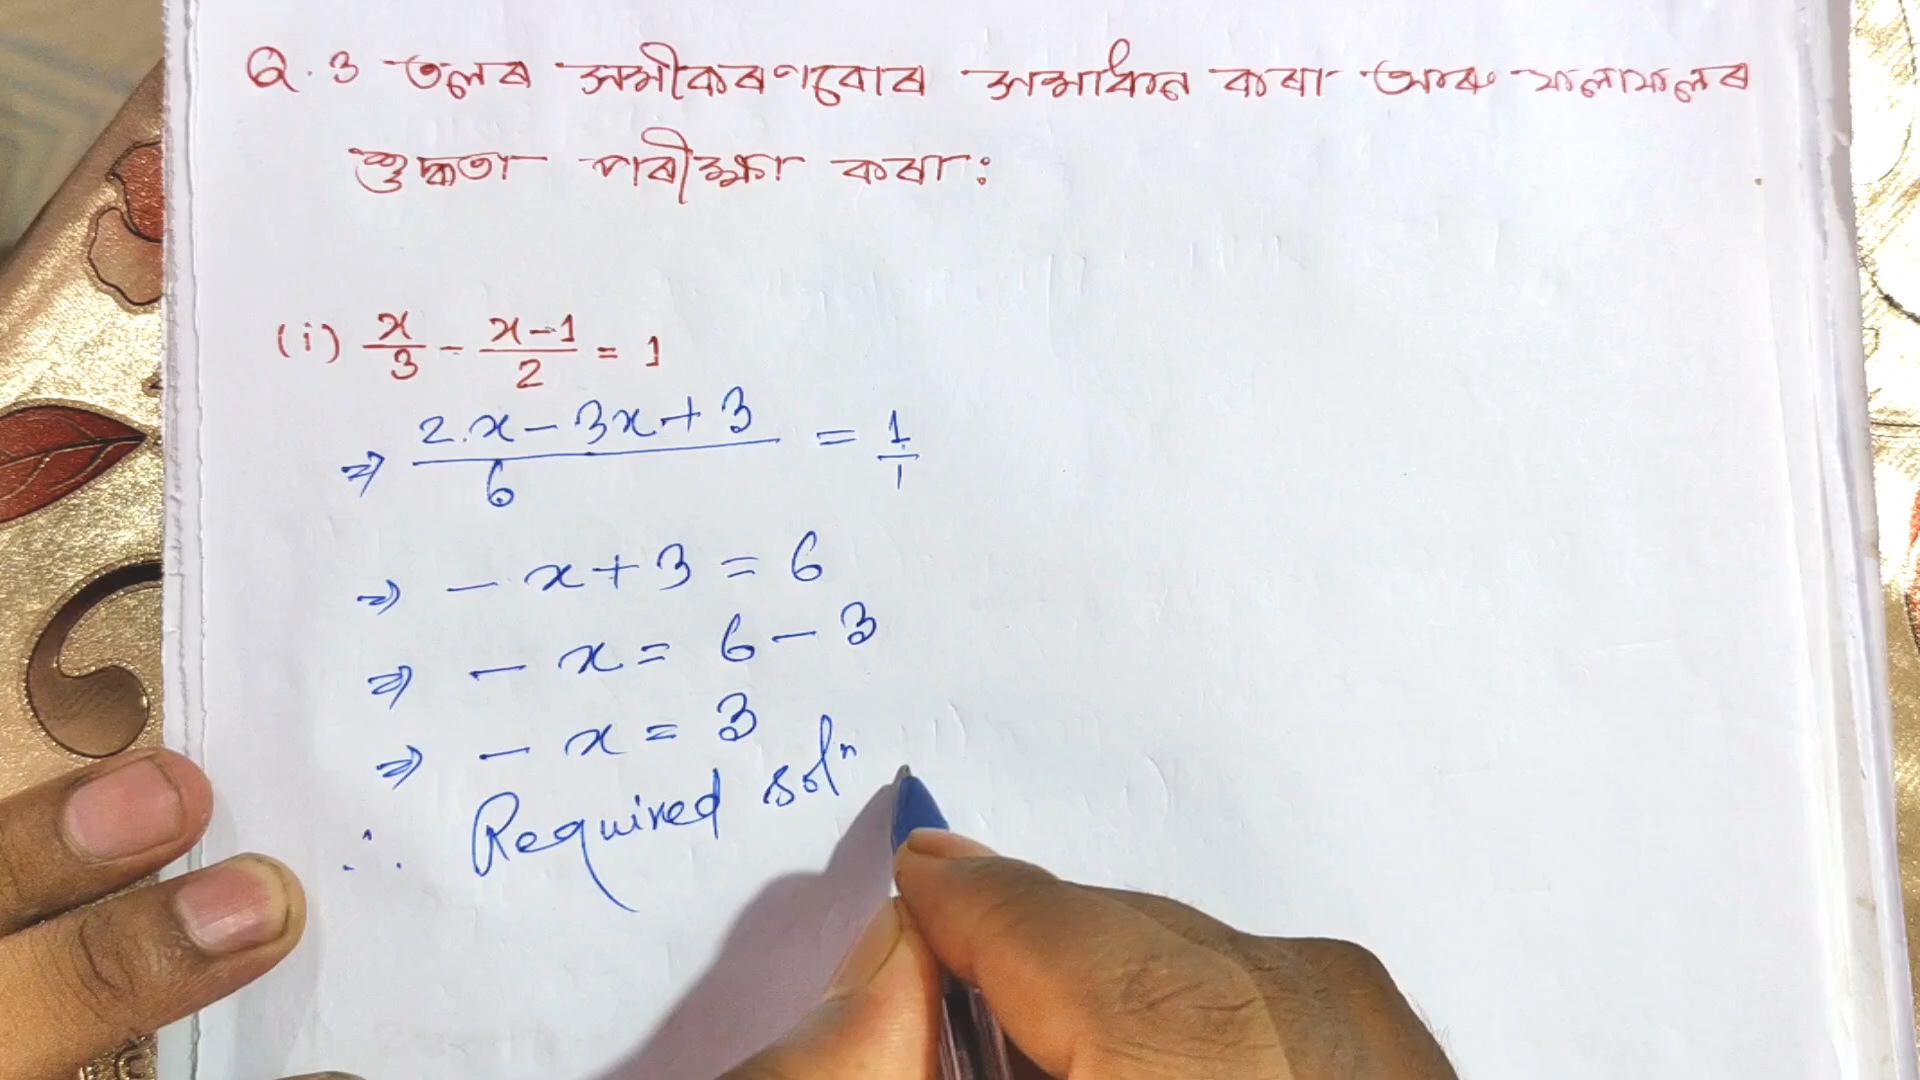 Q.3 তলৰ সমীকৰণবোৰ সমাধান কৰা আৰু ফলাফলৰ
শুদ্ধতা পৰীক্ষা কৰা:
(i) x/3 - x-1/2 = 1
⇒ 2x - 3x + 3/6 = 1/1
⇒ - x + 3 = 6
⇒ - x = 6 - 3
⇒ - x = 3
∴ Required solⁿ